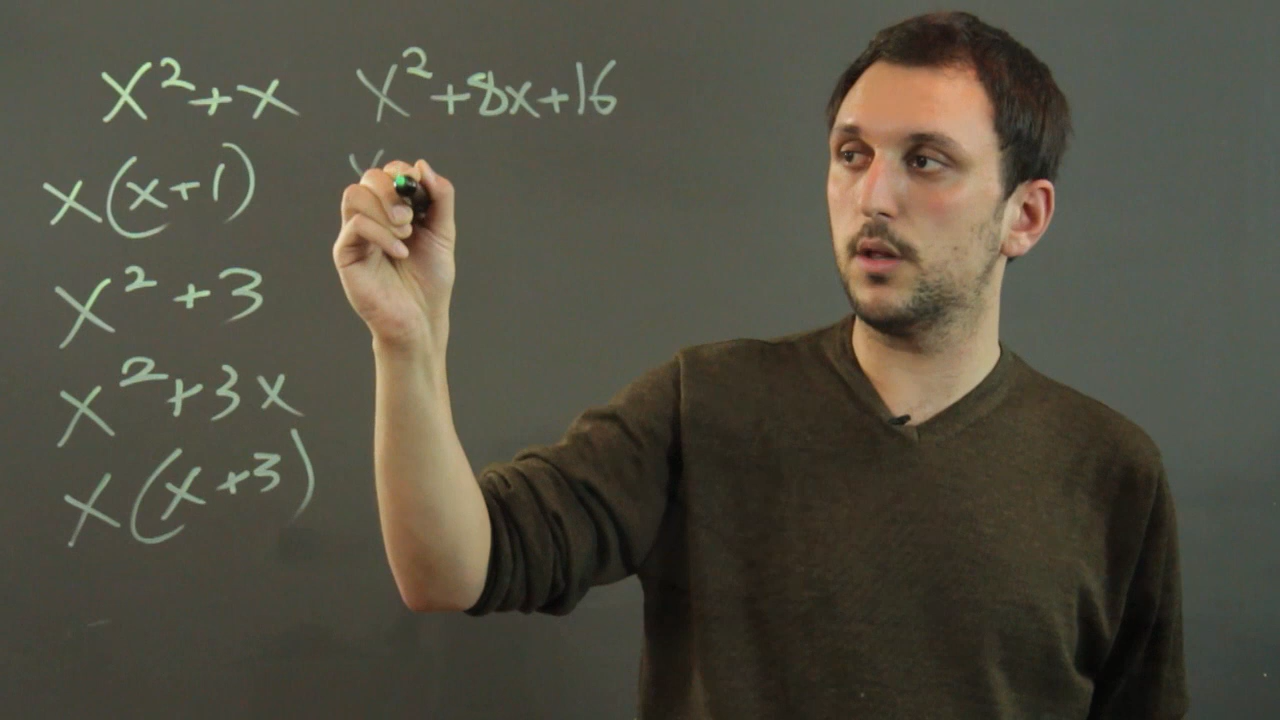 x² + x
x(x+1)
x² + 3
x² + 3x
x(x+3)
x² + 8x + 16